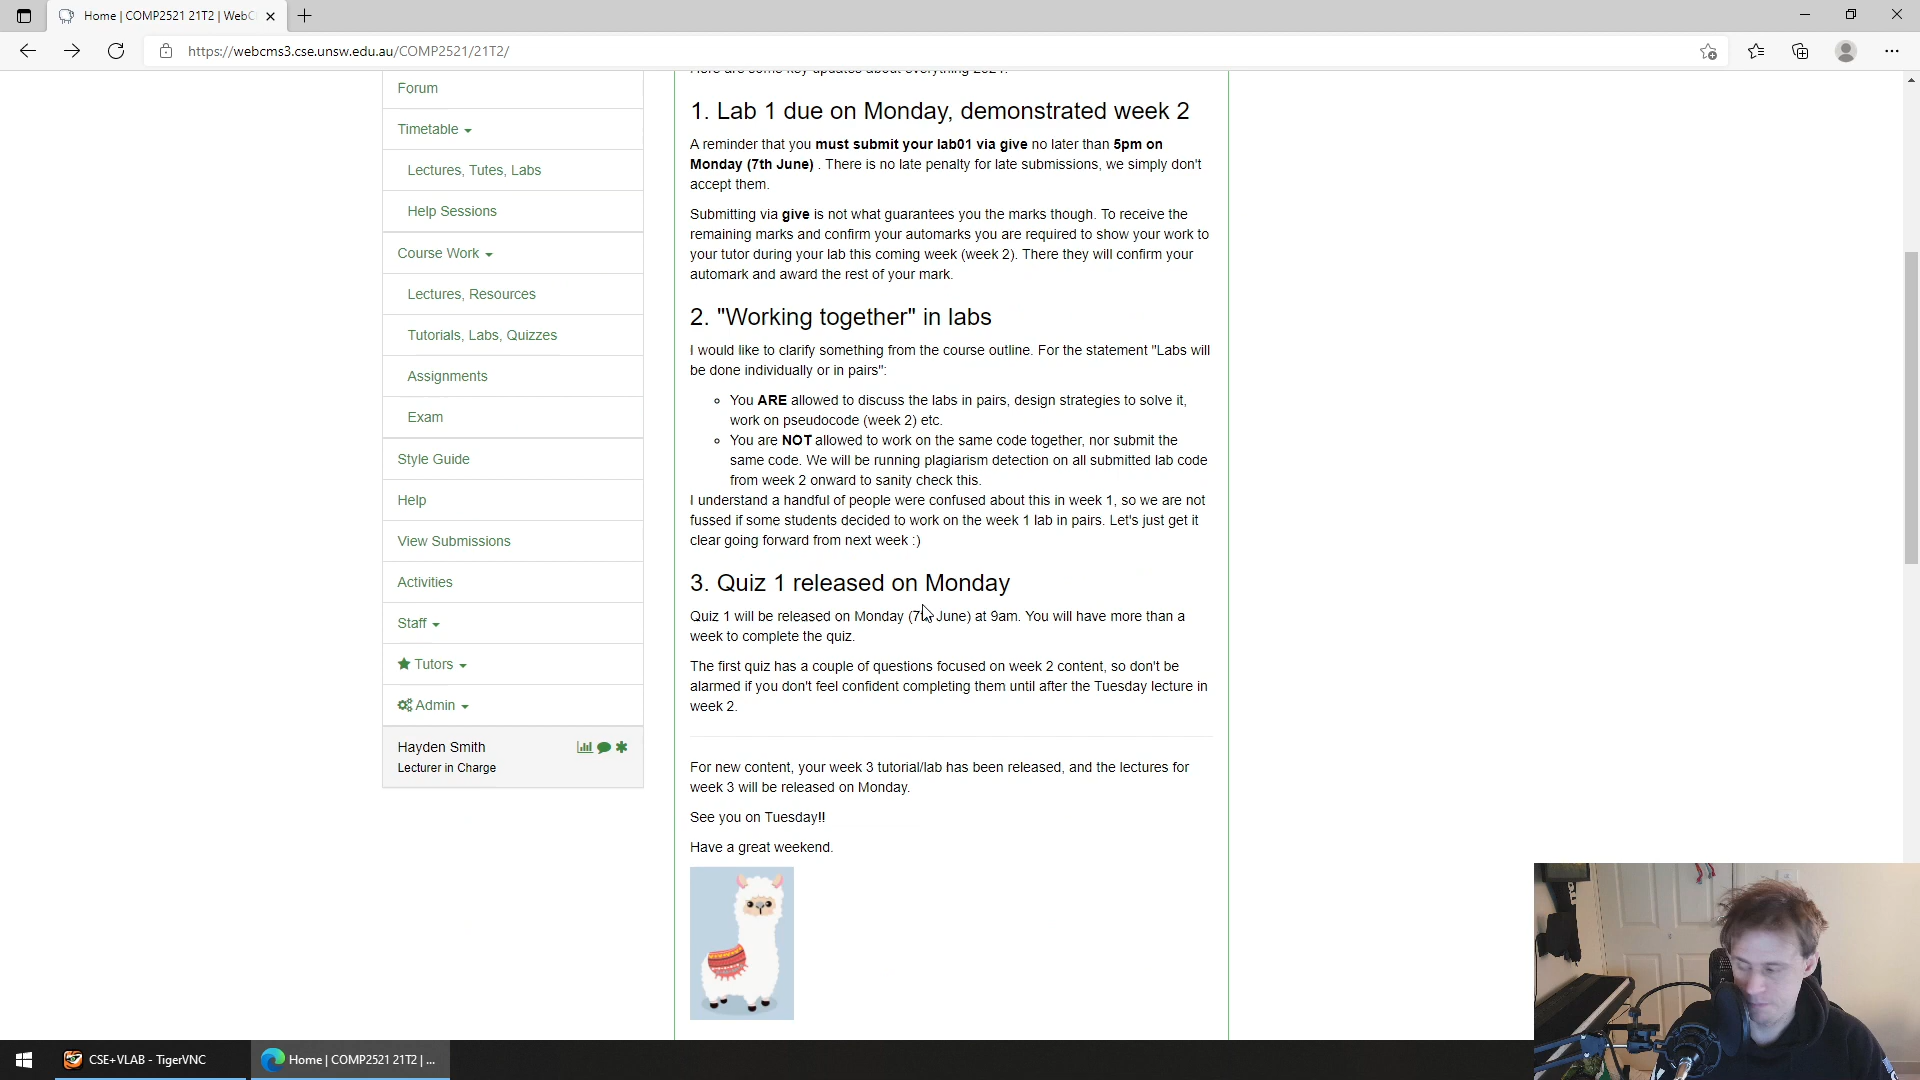 Home | COMP2521 21T2 | WebC
https://webcms3.cse.unsw.edu.au/COMP2521/21T2/
Forum
Timetable
Lectures, Tutes, Labs
Help Sessions
Course Work
Lectures, Resources
Tutorials, Labs, Quizzes
Assignments
Exam
Style Guide
Help
View Submissions
Activities
Staff
Tutors
Admin
Hayden Smith
Lecturer in Charge
Here are some key updates about everything 2521:
1. Lab 1 due on Monday, demonstrated week 2
A reminder that you must submit your lab01 via give no later than 5pm on
Monday (7th June) . There is no late penalty for late submissions, we simply don't
accept them.
Submitting via give is not what guarantees you the marks though. To receive the
remaining marks and confirm your automarks you are required to show your work to
your tutor during your lab this coming week (week 2). There they will confirm your
automark and award the rest of your mark.
2. "Working together" in labs
I would like to clarify something from the course outline. For the statement "Labs will
be done individually or in pairs":
You ARE allowed to discuss the labs in pairs, design strategies to solve it,
work on pseudocode (week 2) etc.
You are NOT allowed to work on the same code together, nor submit the
same code. We will be running plagiarism detection on all submitted lab code
from week 2 onward to sanity check this.
I understand a handful of people were confused about this in week 1, so we are not
fussed if some students decided to work on the week 1 lab in pairs. Let's just get it
clear going forward from next week :)
3. Quiz 1 released on Monday
Quiz 1 will be released on Monday (7th June) at 9am. You will have more than a
week to complete the quiz.
The first quiz has a couple of questions focused on week 2 content, so don't be
alarmed if you don't feel confident completing them until after the Tuesday lecture in
week 2.
For new content, your week 3 tutorial/lab has been released, and the lectures for
week 3 will be released on Monday.
See you on Tuesday!!
Have a great weekend.
CSE+VLAB - TigerVNC
Home | COMP2521 21T2 | ...